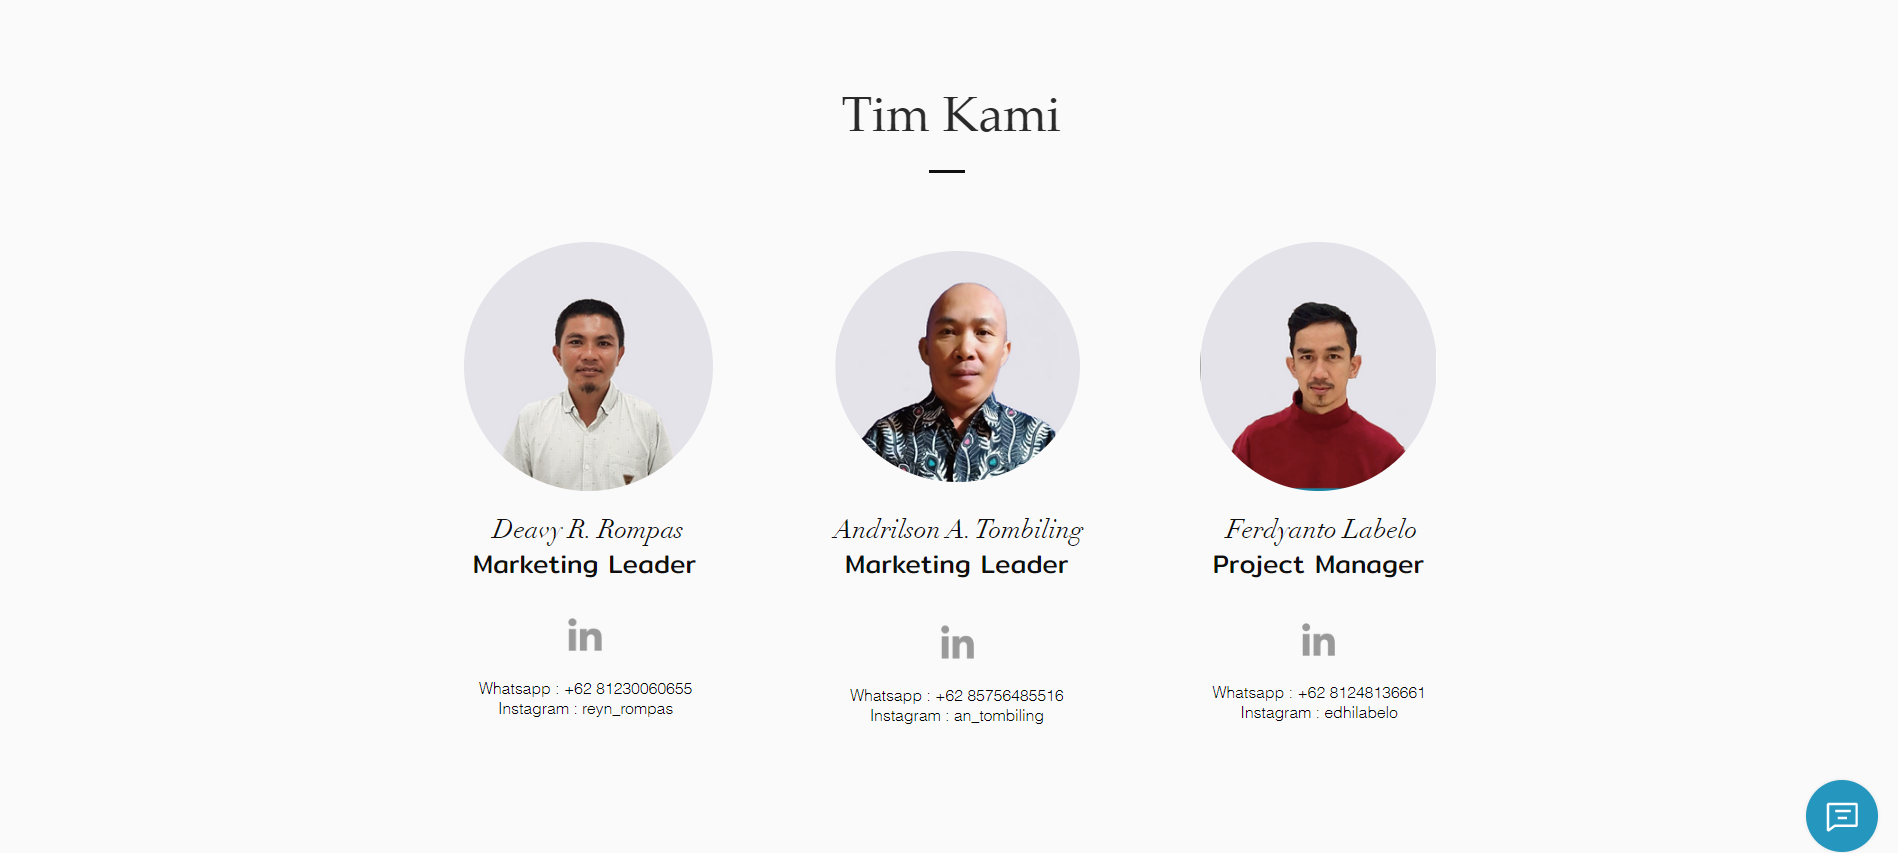 Tim Kami
Deavy R. Rompas
Marketing Leader
in
Whatsapp : +62 81230060655
Instagram : reyn_rompas
Andrilson A. Tombiling
Marketing Leader
in
Whatsapp : +62 85756485516
Instagram : an_tombiling
Ferdyanto Labelo
Project Manager
in
Whatsapp : +62 81248136661
Instagram : edhilabelo